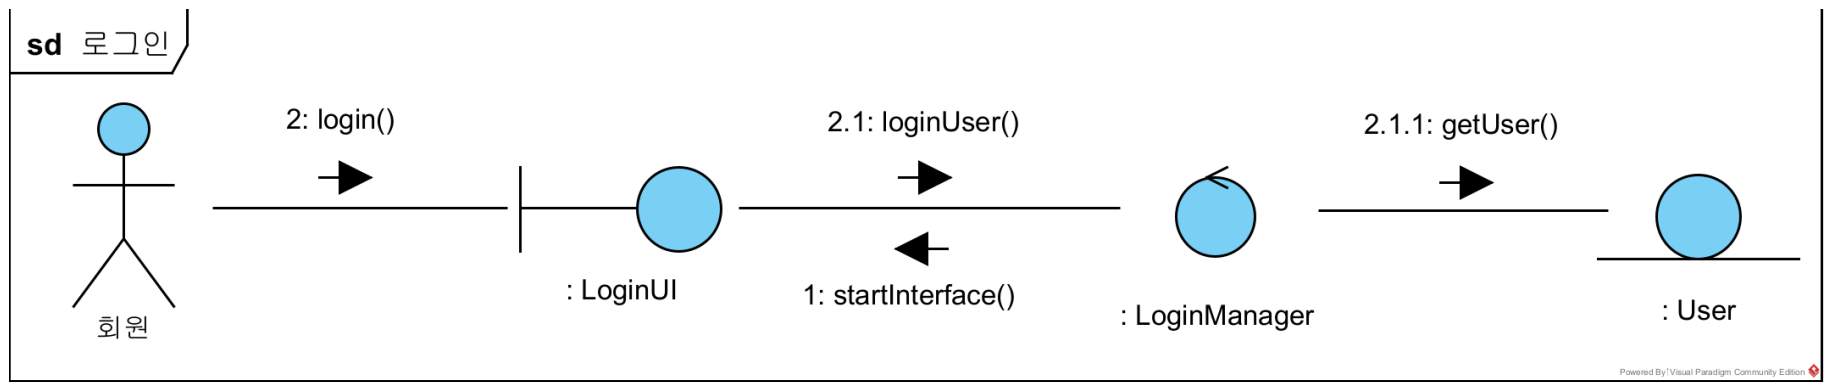 sd 로그인
2: login()
2.1: loginUser()
2.1.1: getUser()
: LoginUI
1: startInterface()
: LoginManager
: User
회원
Powered By Visual Paradigm Community Edition